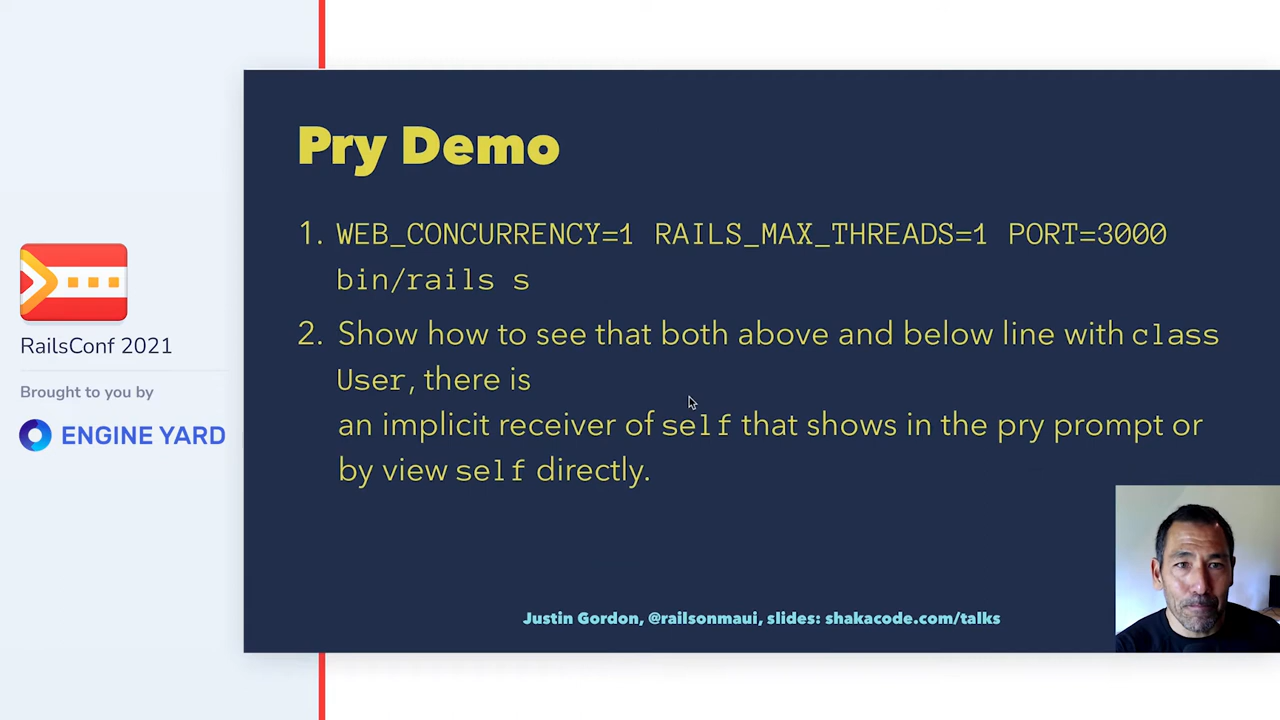 Pry Demo
1. WEB_CONCURRENCY=1 RAILS_MAX_THREADS=1 PORT=3000
bin/rails s
2. Show how to see that both above and below line with class
User, there is
an implicit receiver of self that shows in the pry prompt or
by view self directly.
RailsConf 2021
Brought to you by
ENGINE YARD
Justin Gordon, @railsonmaui, slides: shakacode.com/talks